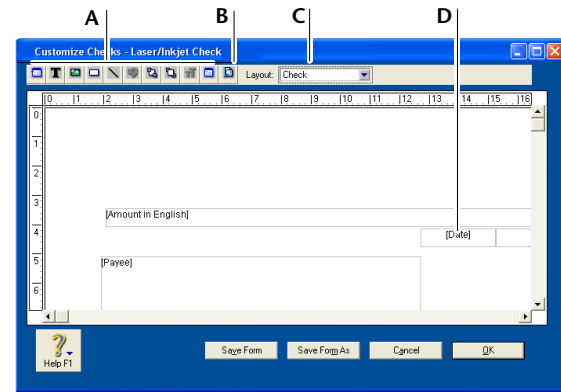 A B C D
Customize Checks - Laser/Inkjet Check
T Layout: Check
0 1 2 3 4 5 6 7 8 9 10 11 12 13 14 15 16
0
1
2
3
[Amount in English]
4
[Date]
5 [Payee]
6
? Help F1
Save Form Save Form As Cancel OK